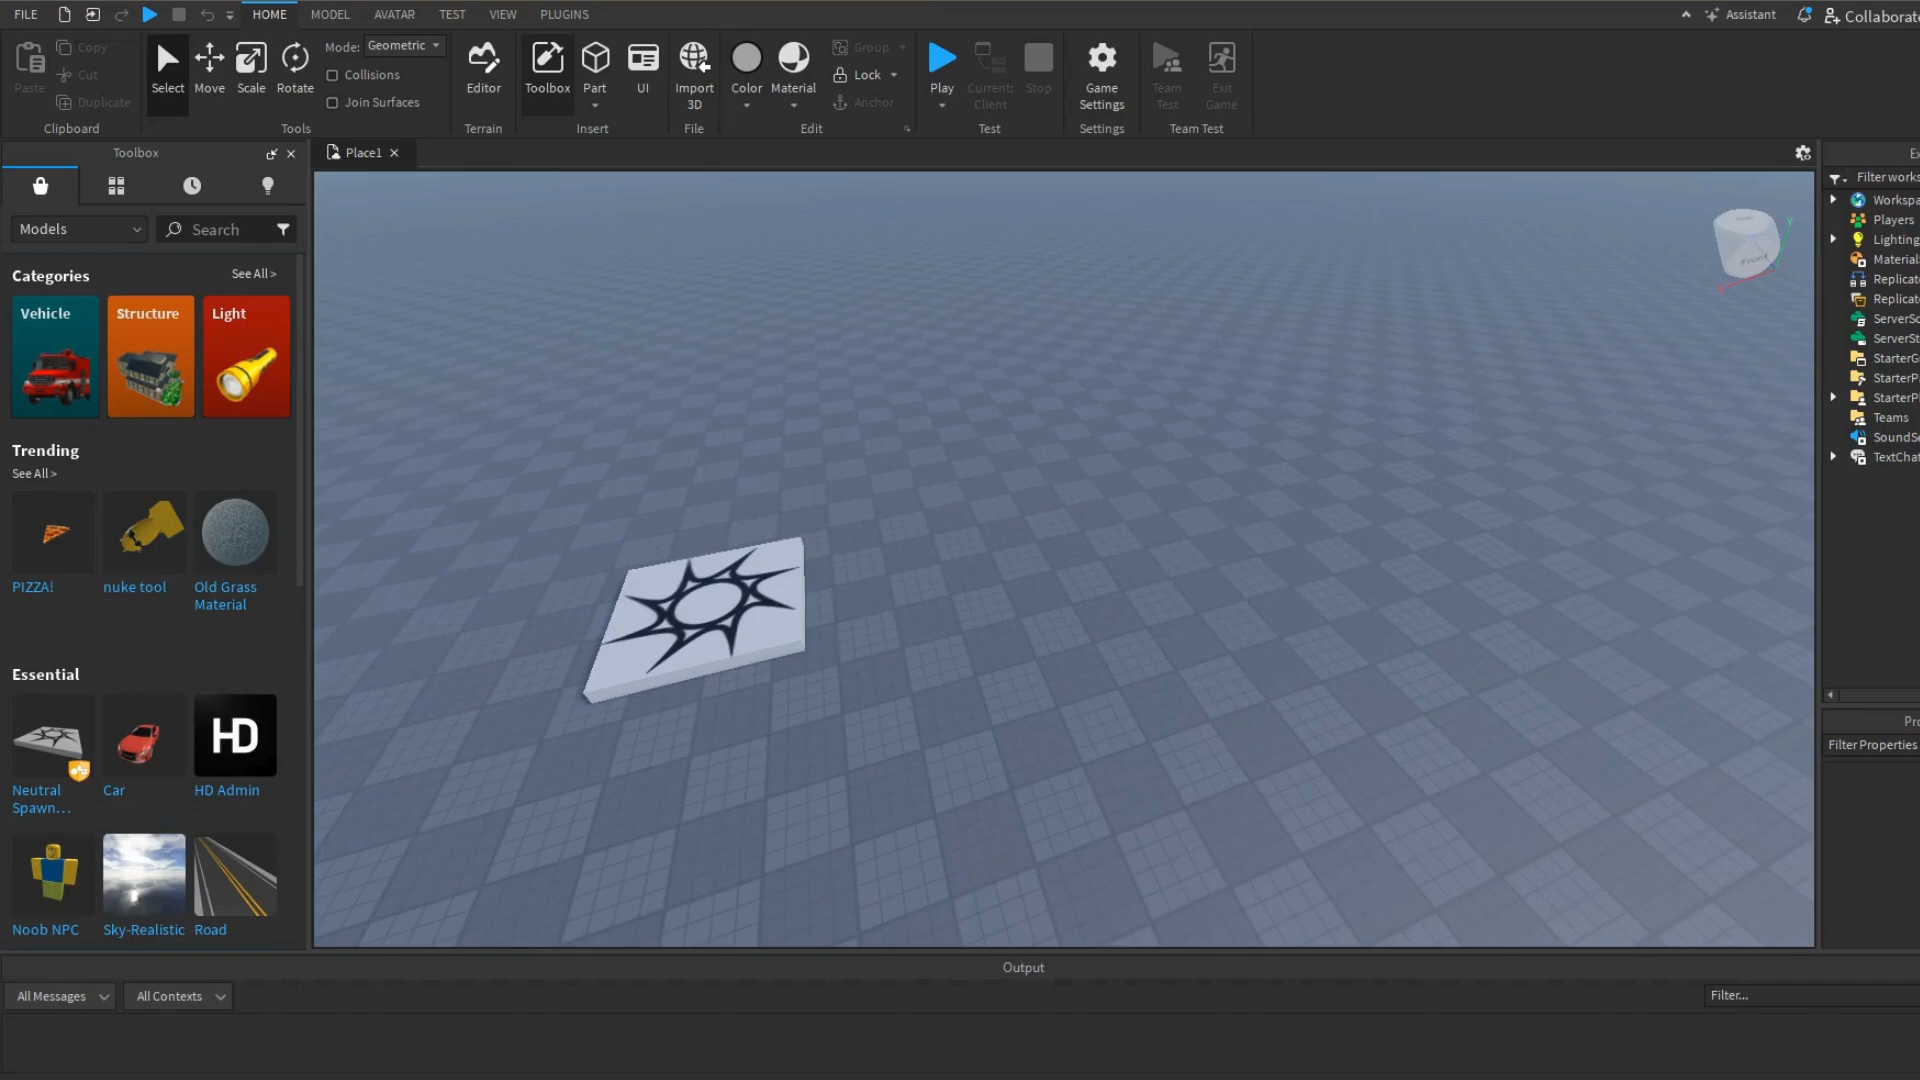 FILE HOME MODEL AVATAR TEST VIEW PLUGINS Assistant Collaborat
Paste Copy Cut Duplicate
Clipboard
Select Move Scale Rotate
Mode: Geometric
Collisions
Join Surfaces
Tools
Editor
Terrain
Toolbox Part UI
Insert
Import
3D
File
Color Material
Group
Lock
Anchor
Edit
Play Current: Stop
Client
Test
Game
Settings
Settings
Team Exit
Test Game
Team Test
Toolbox
Place1
Models
Search
Categories See All >
Vehicle Structure Light
Trending
See All >
PIZZA! nuke tool Old Grass
Material
Essential
HD
Neutral Car HD Admin
Spawn...
Noob NPC Sky-Realistic Road
Y
X
Ex
Filter works
Workspa
Players
Lighting
Material
Replicat
Replicat
ServerSc
ServerSt
StarterG
StarterP
StarterPl
Teams
SoundSe
TextChat
Pro
Filter Properties
Output
All Messages All Contexts Filter...